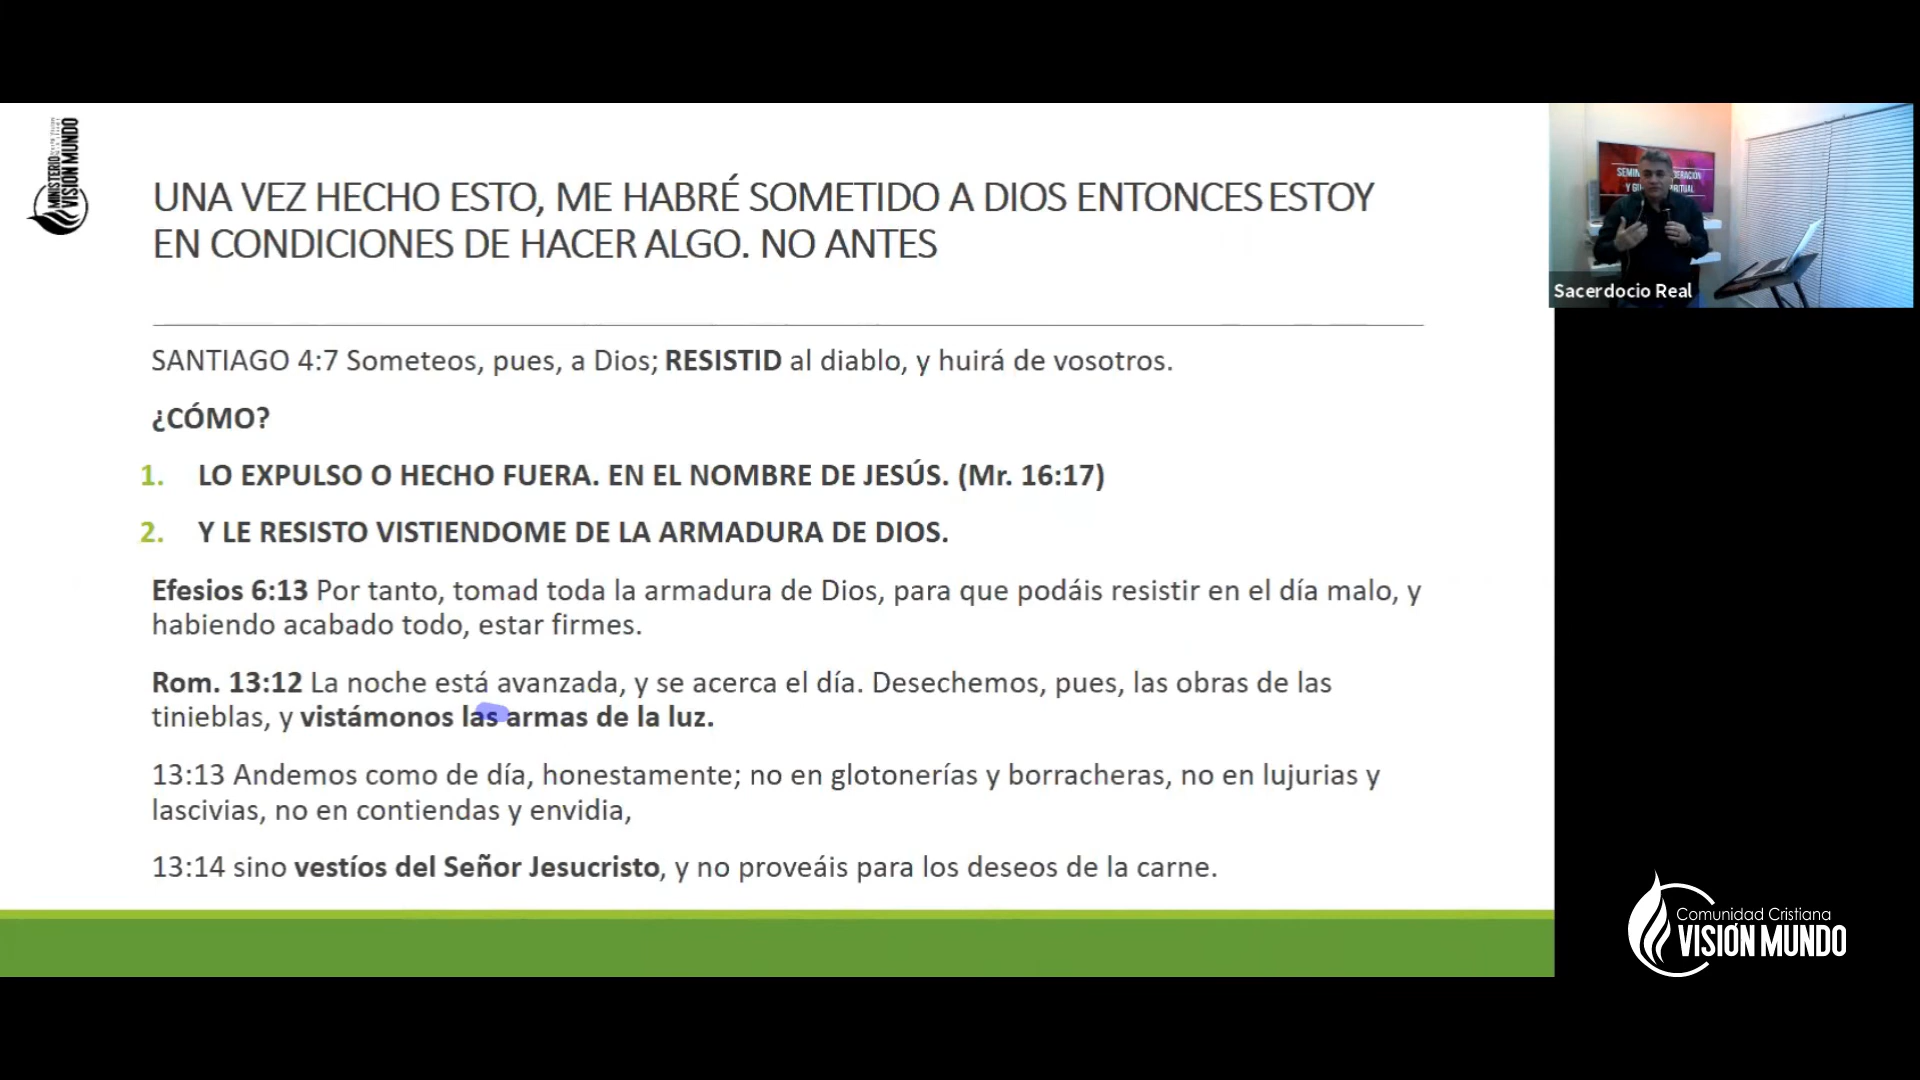 MINISTERIO
VISIÓN MUNDO
UNA VEZ HECHO ESTO, ME HABRÉ SOMETIDO A DIOS ENTONCES ESTOY
EN CONDICIONES DE HACER ALGO. NO ANTES
SANTIAGO 4:7 Someteos, pues, a Dios; RESISTID al diablo, y huirá de vosotros.
¿CÓMO?
1. LO EXPULSO O HECHO FUERA. EN EL NOMBRE DE JESÚS. (Mr. 16:17)
2. Y LE RESISTO VISTIENDOME DE LA ARMADURA DE DIOS.
Efesios 6:13 Por tanto, tomad toda la armadura de Dios, para que podáis resistir en el día malo, y
habiendo acabado todo, estar firmes.
Rom. 13:12 La noche está avanzada, y se acerca el día. Desechemos, pues, las obras de las
tinieblas, y vistámonos las armas de la luz.
13:13 Andemos como de día, honestamente; no en glotonerías y borracheras, no en lujurias y
lascivias, no en contiendas y envidia,
13:14 sino vestíos del Señor Jesucristo, y no proveáis para los deseos de la carne.
Sacerdocio Real
Comunidad Cristiana
VISIÓN MUNDO